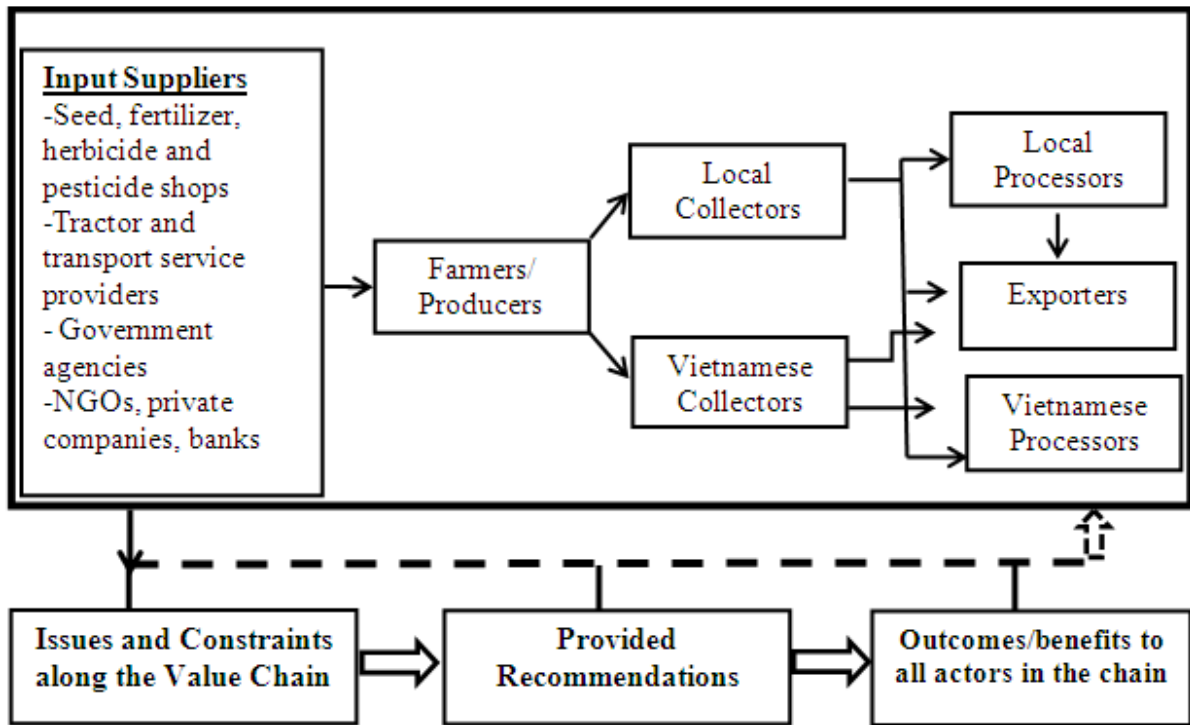 Input Suppliers
-Seed, fertilizer,
herbicide and
pesticide shops
-Tractor and
transport service
providers
- Government
agencies
-NGOs, private
companies, banks
Farmers/
Producers
Local
Collectors
Vietnamese
Collectors
Local
Processors
Exporters
Vietnamese
Processors
Issues and Constraints
along the Value Chain
Provided
Recommendations
Outcomes/benefits to
all actors in the chain